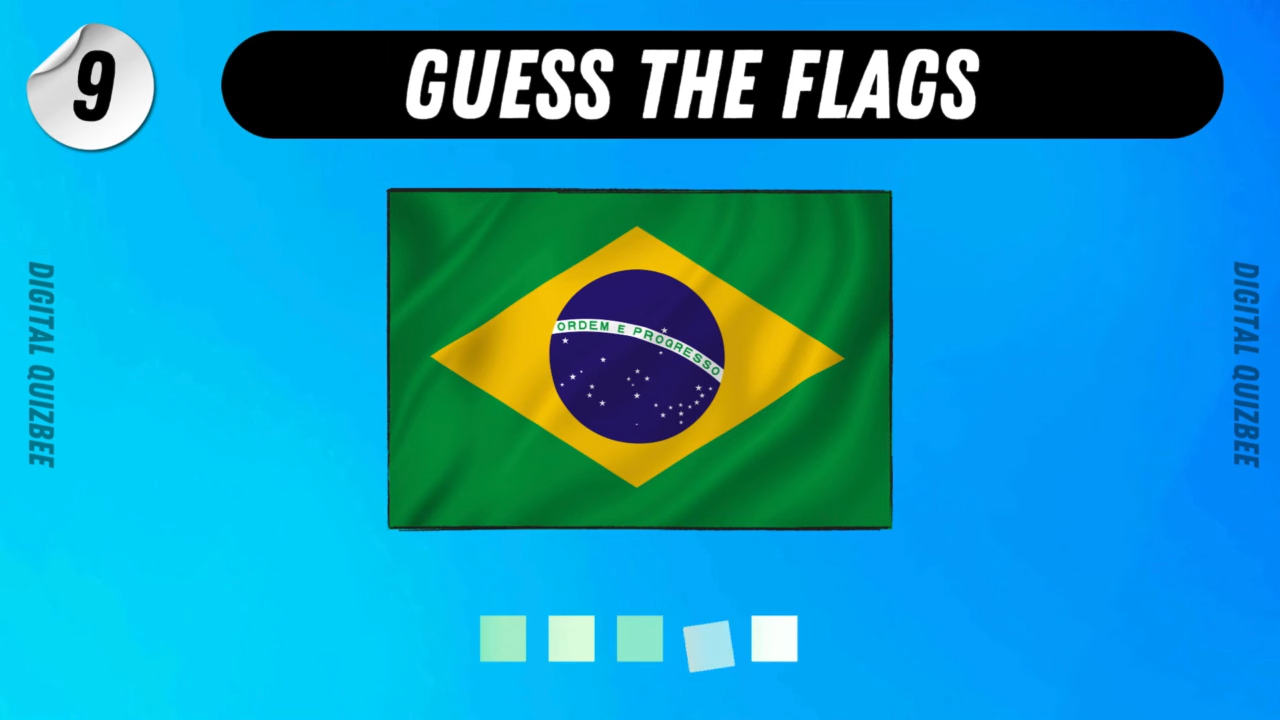 9
GUESS THE FLAGS
DIGITAL QUIZBEE
ORDEM E PROGRESSO
DIGITAL QUIZBEE